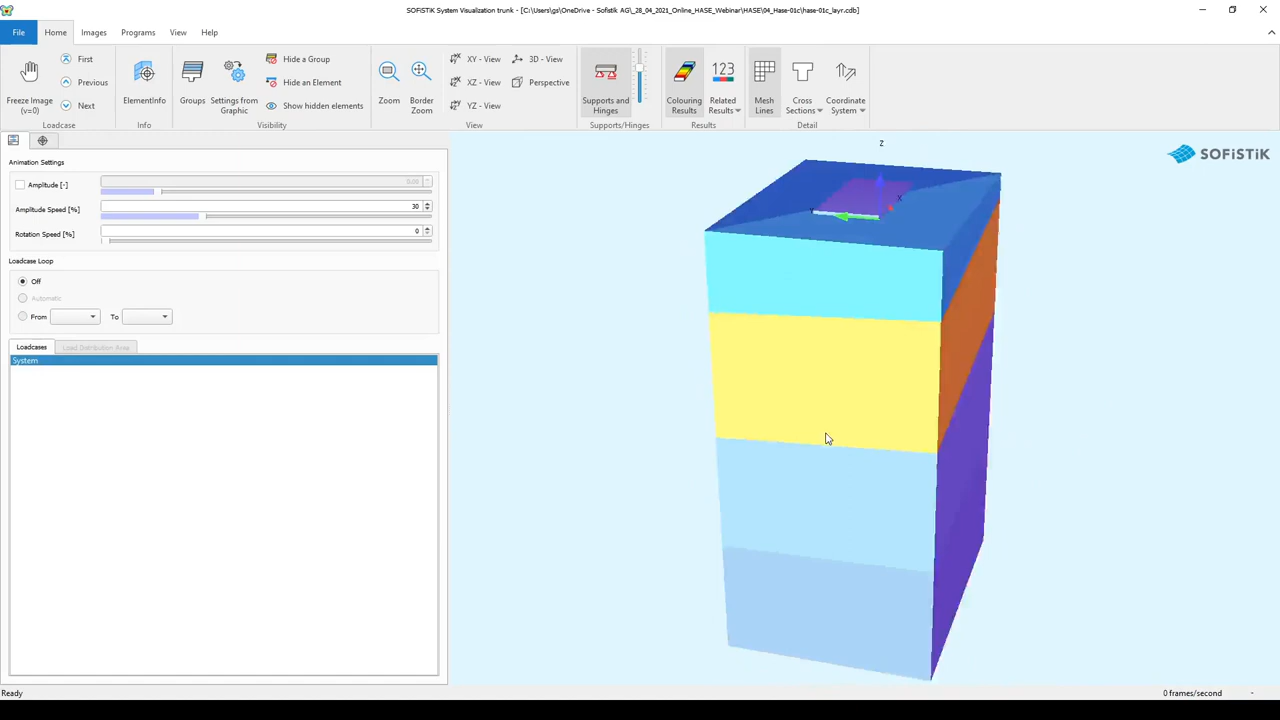 SOFiSTiK System Visualization trunk - [C:\Users\gs\OneDrive - Sofistik AG\_28_04_2021_Online_HASE_Webinar\HASE\04_Hase-01c\hase-01c_layr.cdb]
File Home Images Programs View Help
First
Previous
Next
Freeze Image (v=0)
Loadcase
ElementInfo
Info
Groups
Settings from Graphic
Hide a Group
Hide an Element
Show hidden elements
Visibility
Zoom
Border Zoom
XY - View
XZ - View
YZ - View
3D - View
Perspective
View
Supports and Hinges
Supports/Hinges
Colouring Results
123
Related Results
Results
Mesh Lines
Cross Sections
Coordinate System
Detail
Animation Settings
Amplitude [-] 0.00
Amplitude Speed [%] 30
Rotation Speed [%] 0
Loadcase Loop
Off
Automatic
From To
Loadcases Load Distribution Area
System
Z
X
Y
SOFiSTiK
Ready 0 frames/second -